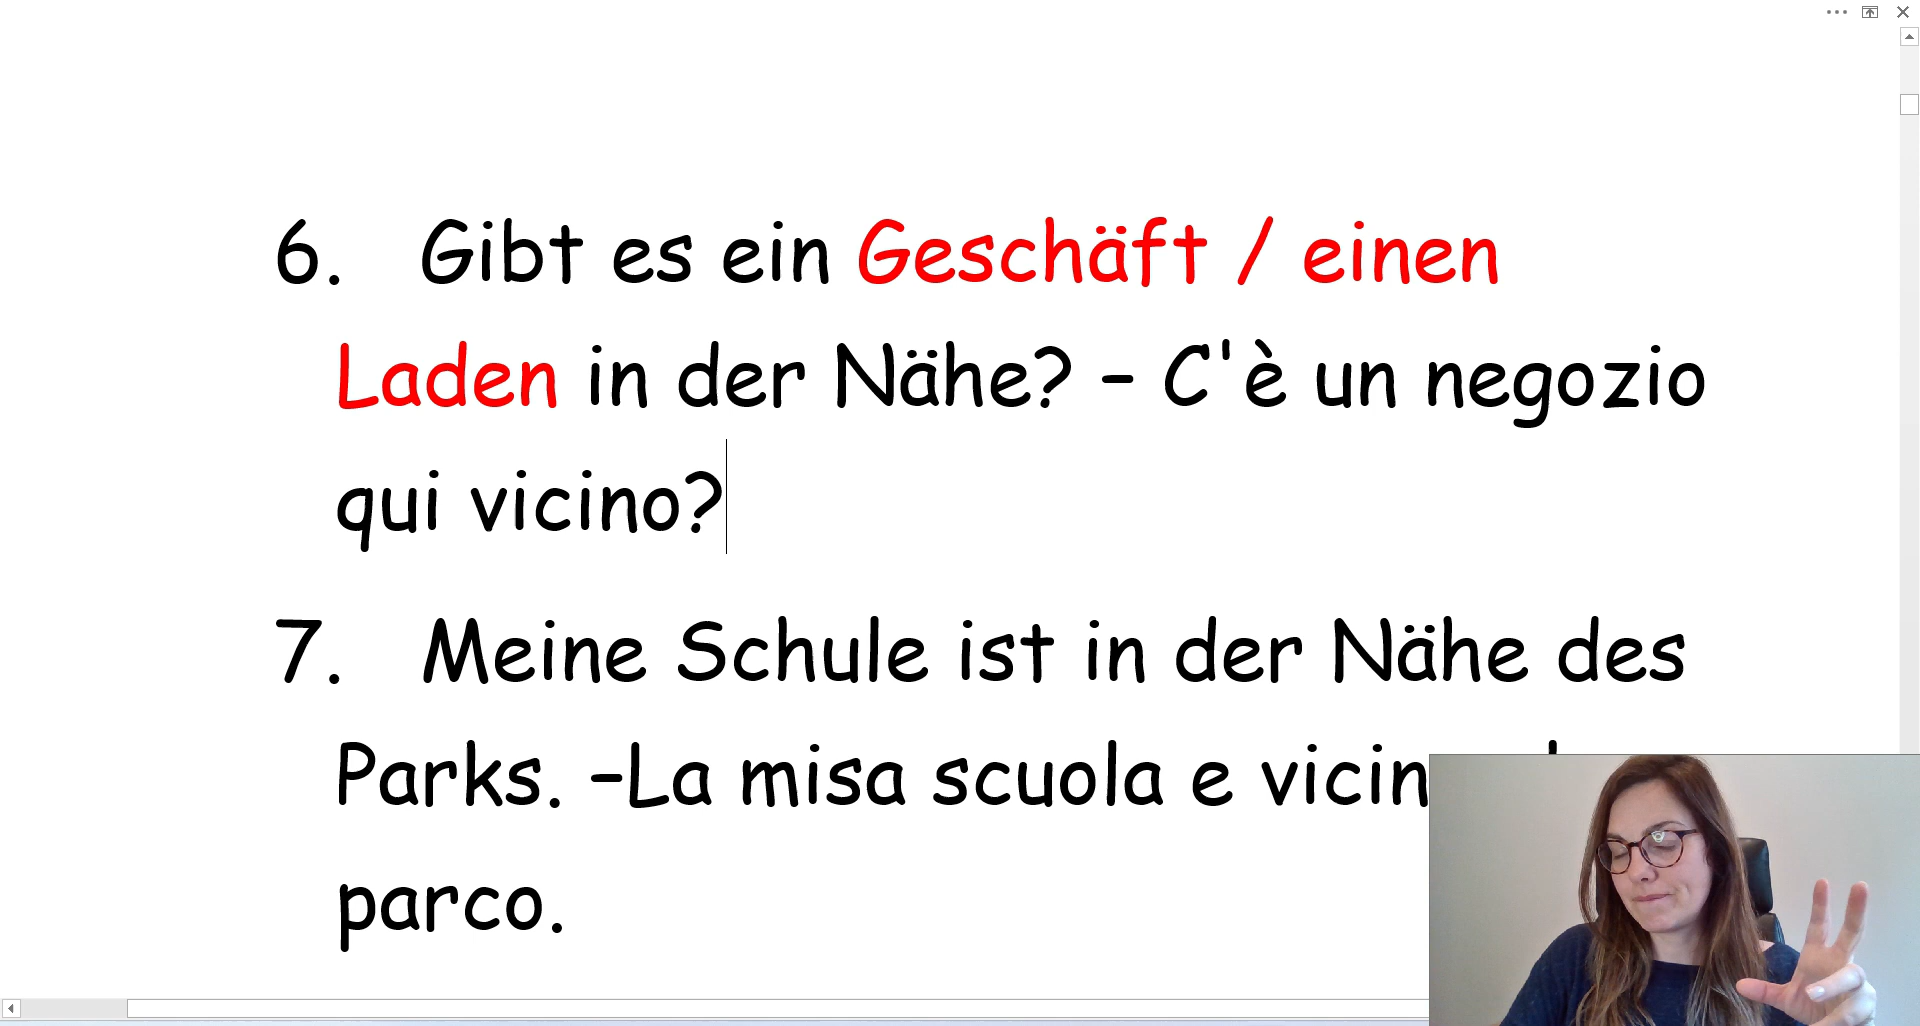 6. Gibt es ein Geschäft / einen
Laden in der Nähe? – C'è un negozio
qui vicino?
7. Meine Schule ist in der Nähe des
Parks. –La misa scuola e
parco.